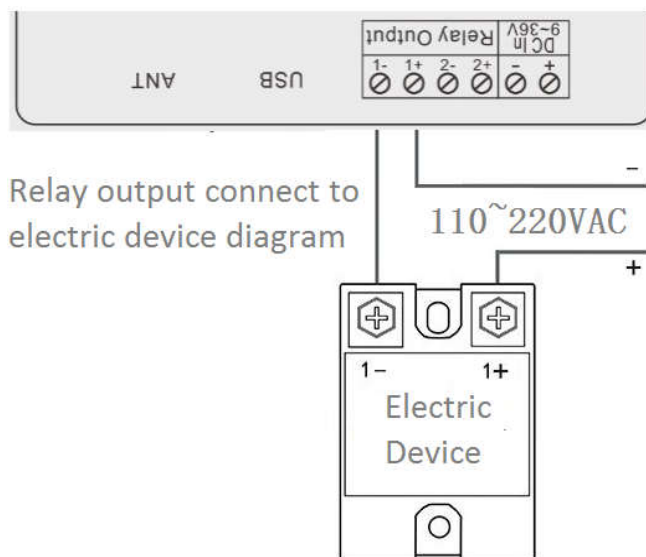 Relay Output
DC In
9~36V
1- 1+ 2- 2+ - +
ANT
USB
-
Relay output connect to
electric device diagram
110~220VAC
+
1- 1+
Electric
Device